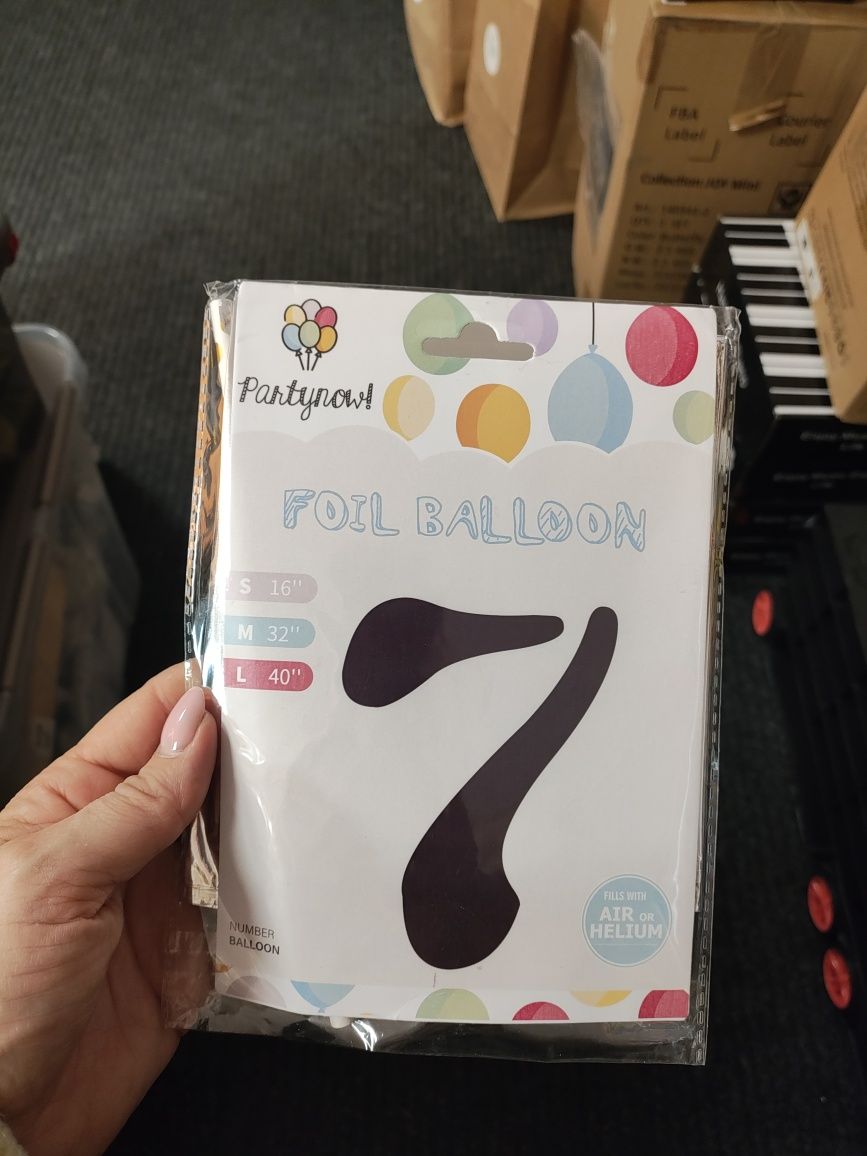 FBA
Label
Courier
Label
Partynow!
FOIL BALLOON
S 16''
M 32''
L 40''
7
NUMBER
BALLOON
FILLS WITH
AIR OR
HELIUM